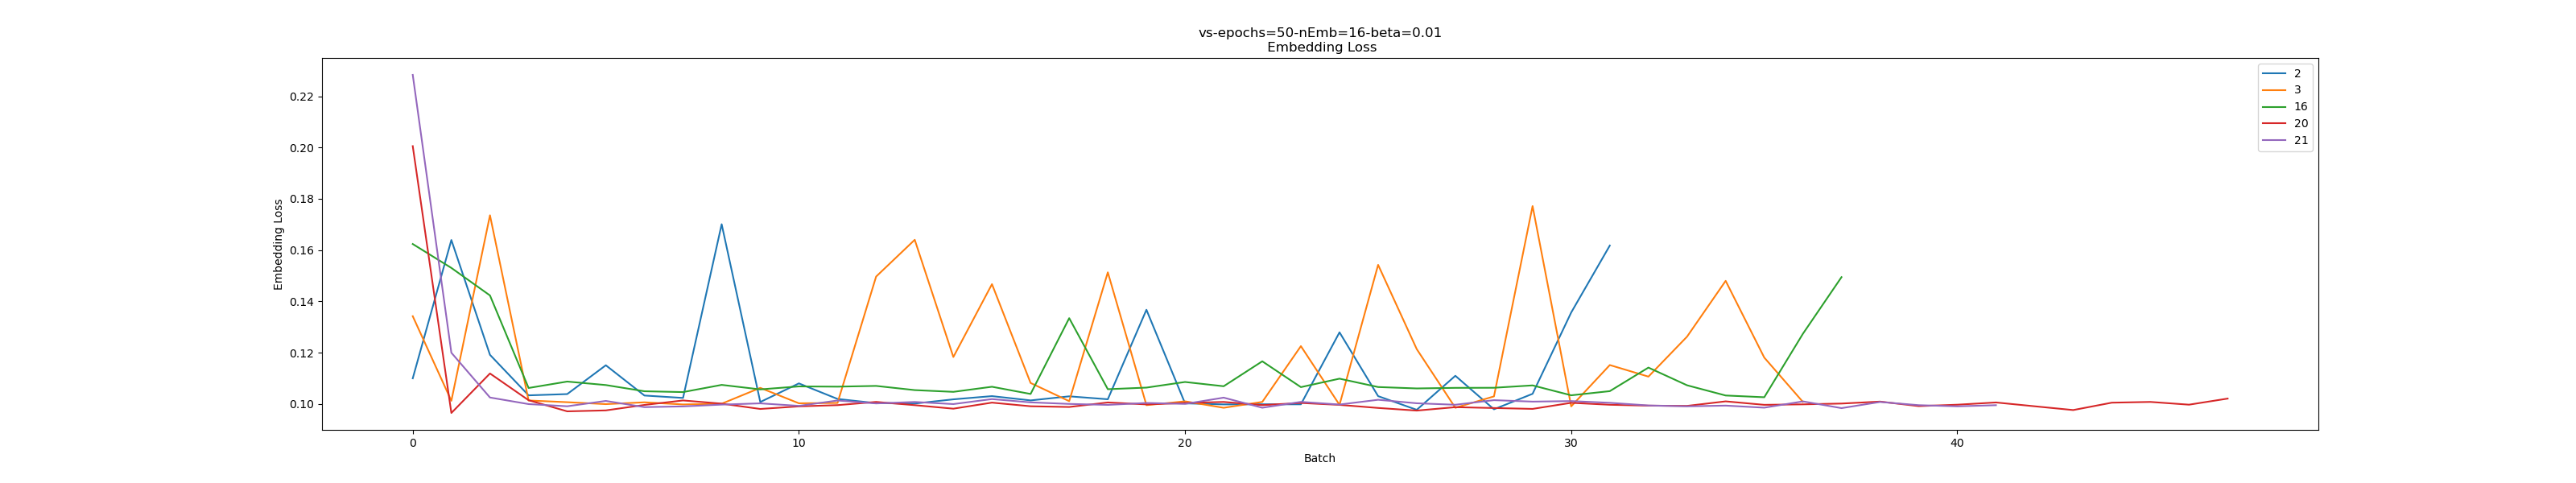 vs-epochs=50-nEmb=16-beta=0.01
Embedding Loss
2
3
16
20
21
0.22
0.20
0.18
0.16
0.14
0.12
0.10
Embedding Loss
0 10 20 30 40
Batch